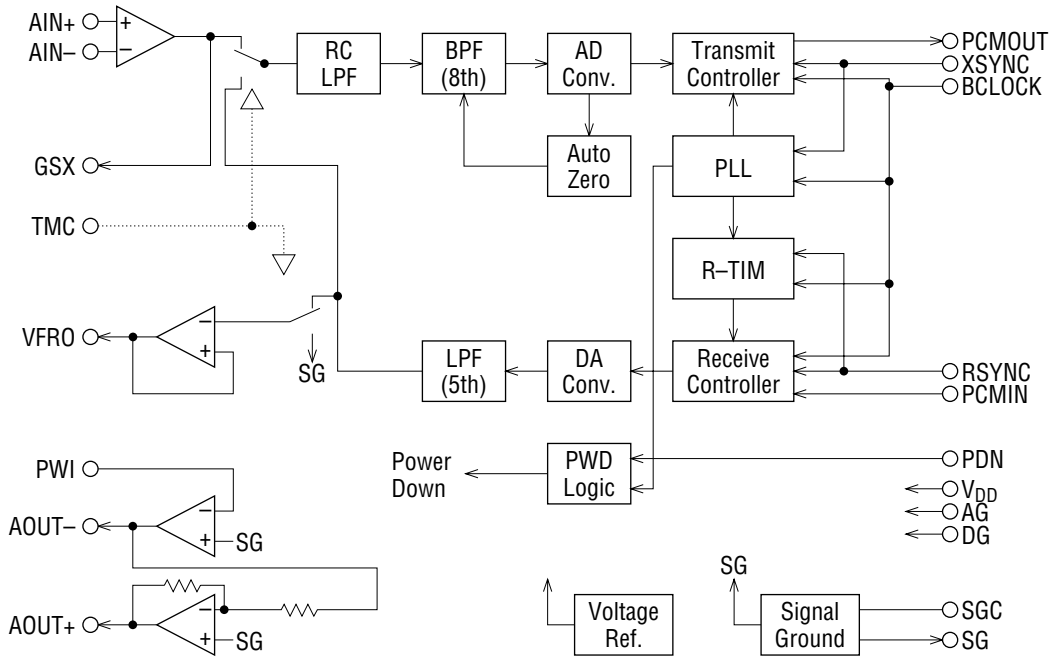 AIN+
+
AIN–
–
RC
LPF
BPF
(8th)
AD
Conv.
Transmit
Controller
PCMOUT
XSYNC
BCLOCK
GSX
Auto
Zero
PLL
TMC
R–TIM
VFRO
–
+
SG
LPF
(5th)
DA
Conv.
Receive
Controller
RSYNC
PCMIN
PWI
Power
Down
PWD
Logic
PDN
VDD
AG
DG
AOUT–
–
+
SG
AOUT+
–
+
SG
Voltage
Ref.
SG
Signal
Ground
SGC
SG